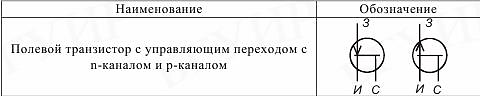 Наименование
Обозначение
Полевой транзистор с управляющим переходом с
n-каналом и p-каналом
З
З
И С
И С